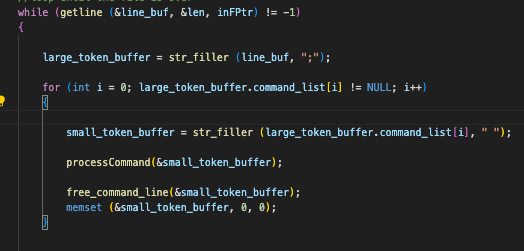 while (getline (&line_buf, &len, inFPtr) != -1)
{
large_token_buffer = str_filler (line_buf, ";");
for (int i = 0; large_token_buffer.command_list[i] != NULL; i++)
{
small_token_buffer = str_filler (large_token_buffer.command_list[i], " ");
processCommand(&small_token_buffer);
free_command_line(&small_token_buffer);
memset (&small_token_buffer, 0, 0);
}